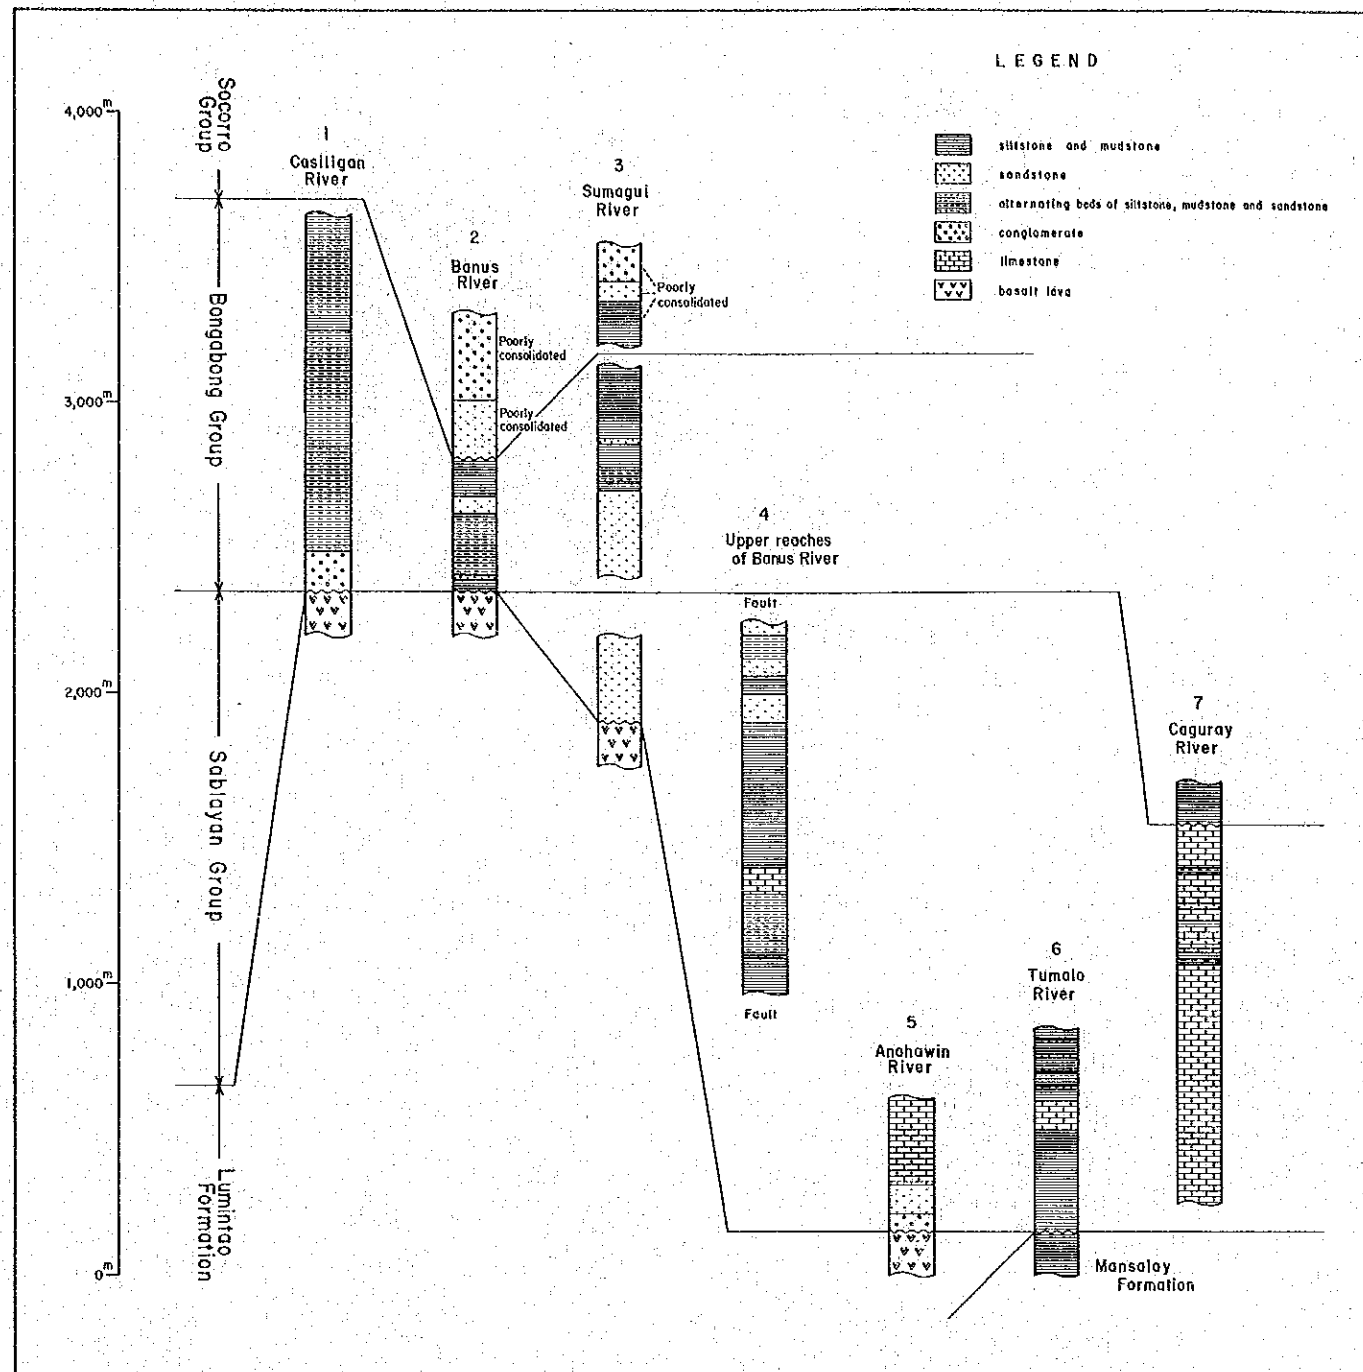 LEGEND
siltstone and mudstone
sandstone
alternating beds of siltstone, mudstone and sandstone
conglomerate
limestone
basalt lava
4,000m
3,000m
2,000m
1,000m
0m
Socorro
Group
Bongabong Group
Sablayan Group
Lumintao
Formation
1
Casiligan
River
2
Banus
River
Poorly
consolidated
Poorly
consolidated
3
Sumagui
River
Poorly
consolidated
4
Upper reaches
of Banus River
Fault
Fault
5
Anahawin
River
6
Tumalo
River
Mansalay
Formation
7
Caguray
River